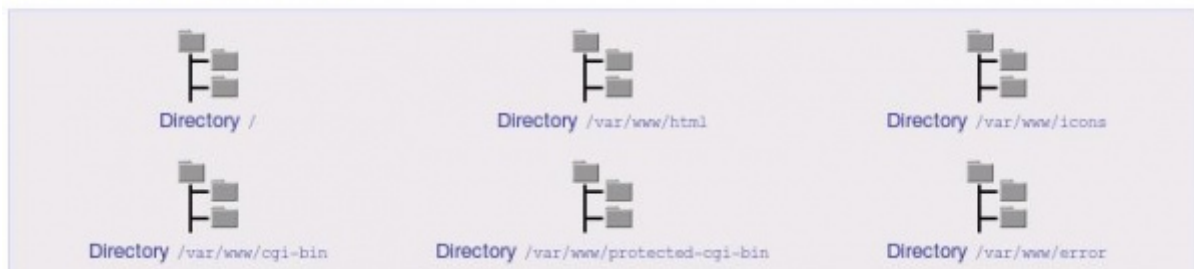 Directory /
Directory /var/www/html
Directory /var/www/icons
Directory /var/www/cgi-bin
Directory /var/www/protected-cgi-bin
Directory /var/www/error